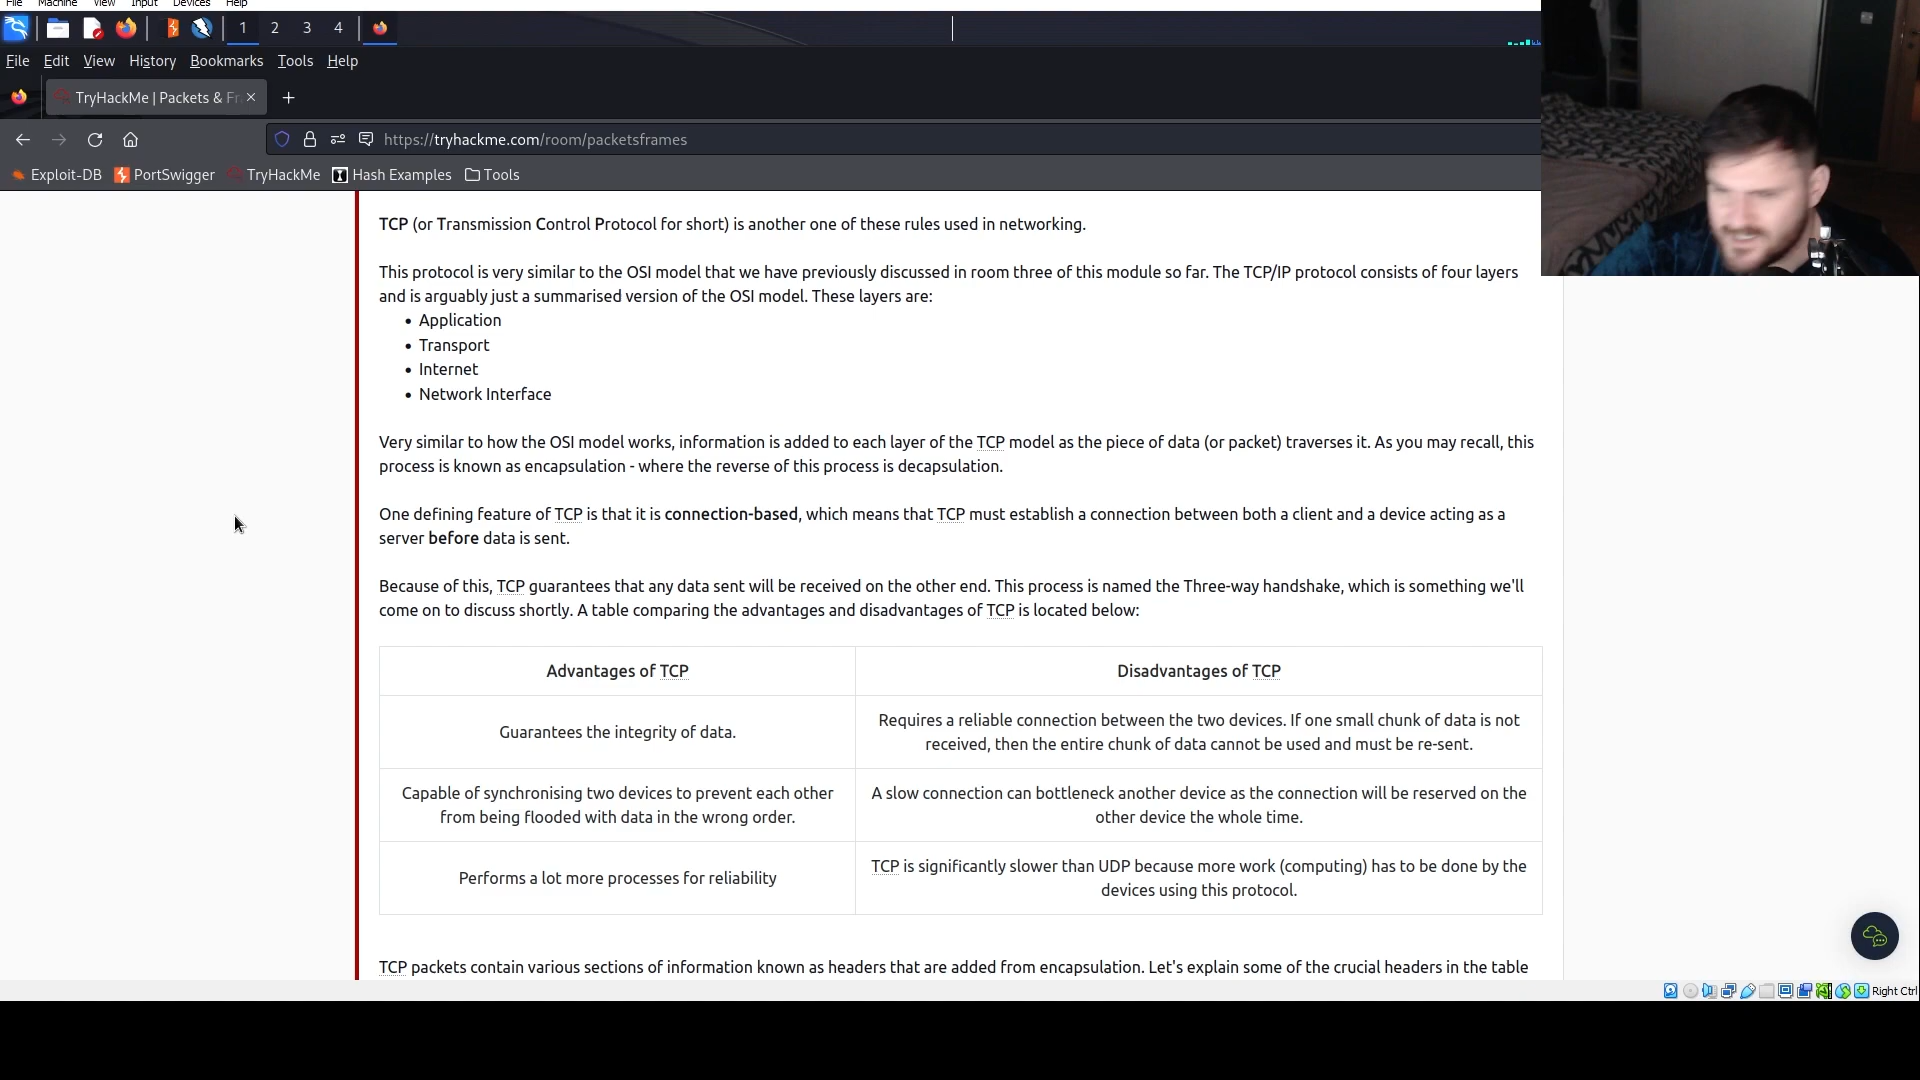 File Machine View Input Devices Help
1 2 3 4
File Edit View History Bookmarks Tools Help
TryHackMe | Packets & Fr
https://tryhackme.com/room/packetsframes
Exploit-DB PortSwigger TryHackMe Hash Examples Tools
TCP (or Transmission Control Protocol for short) is another one of these rules used in networking.
This protocol is very similar to the OSI model that we have previously discussed in room three of this module so far. The TCP/IP protocol consists of four layers
and is arguably just a summarised version of the OSI model. These layers are:
• Application
• Transport
• Internet
• Network Interface
Very similar to how the OSI model works, information is added to each layer of the TCP model as the piece of data (or packet) traverses it. As you may recall, this
process is known as encapsulation - where the reverse of this process is decapsulation.
One defining feature of TCP is that it is connection-based, which means that TCP must establish a connection between both a client and a device acting as a
server before data is sent.
Because of this, TCP guarantees that any data sent will be received on the other end. This process is named the Three-way handshake, which is something we'll
come on to discuss shortly. A table comparing the advantages and disadvantages of TCP is located below:
Advantages of TCP Disadvantages of TCP
Guarantees the integrity of data.
Requires a reliable connection between the two devices. If one small chunk of data is not
received, then the entire chunk of data cannot be used and must be re-sent.
Capable of synchronising two devices to prevent each other
from being flooded with data in the wrong order.
A slow connection can bottleneck another device as the connection will be reserved on the
other device the whole time.
Performs a lot more processes for reliability
TCP is significantly slower than UDP because more work (computing) has to be done by the
devices using this protocol.
TCP packets contain various sections of information known as headers that are added from encapsulation. Let's explain some of the crucial headers in the table
Right Ctrl